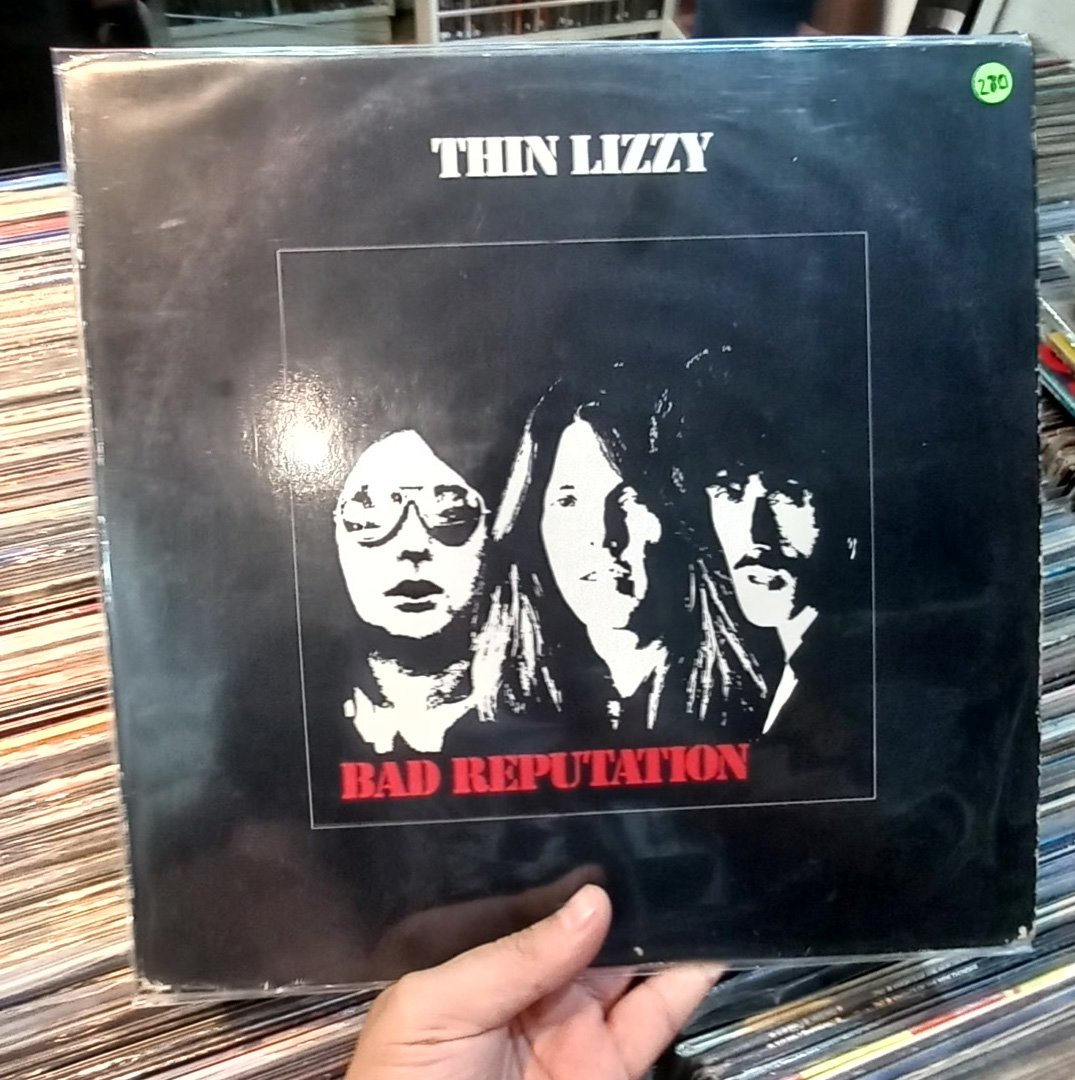 THIN LIZZY
280
BAD REPUTATION